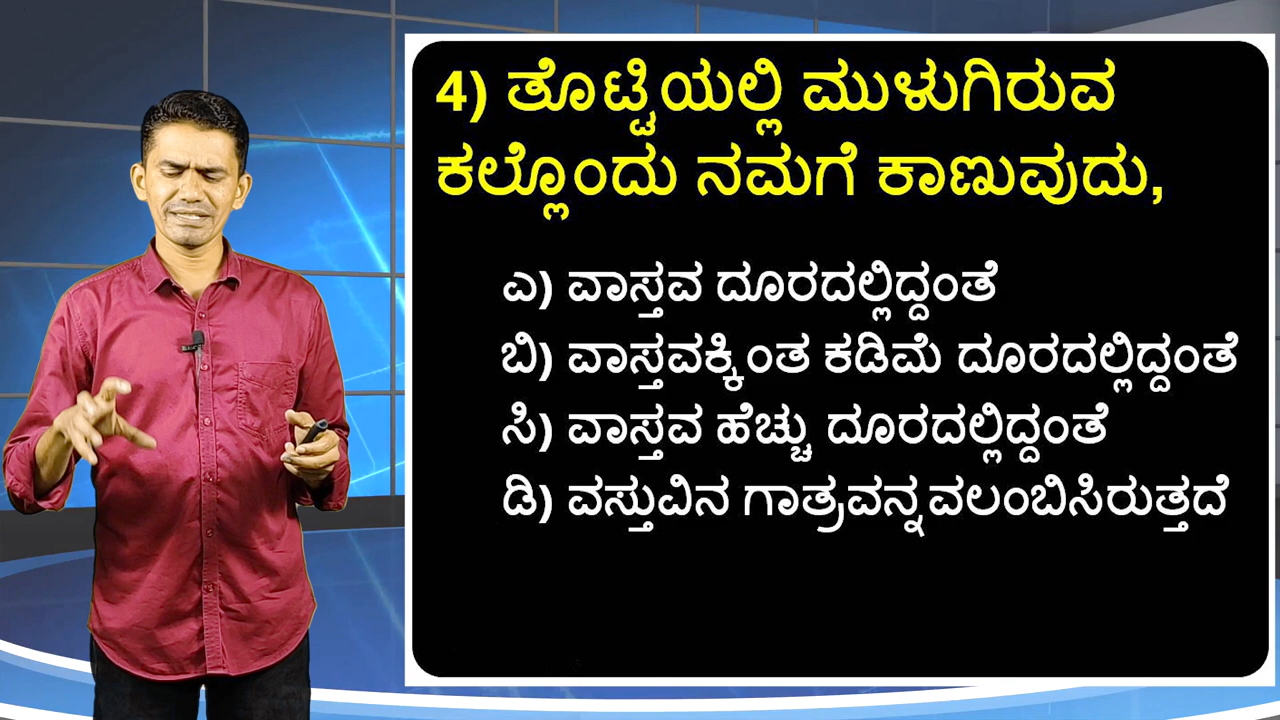 4) ತೊಟ್ಟಿಯಲ್ಲಿ ಮುಳುಗಿರುವ
ಕಲ್ಲೊಂದು ನಮಗೆ ಕಾಣುವುದು,
ಎ) ವಾಸ್ತವ ದೂರದಲ್ಲಿದ್ದಂತೆ
ಬಿ) ವಾಸ್ತವಕ್ಕಿಂತ ಕಡಿಮೆ ದೂರದಲ್ಲಿದ್ದಂತೆ
ಸಿ) ವಾಸ್ತವ ಹೆಚ್ಚು ದೂರದಲ್ಲಿದ್ದಂತೆ
ಡಿ) ವಸ್ತುವಿನ ಗಾತ್ರವನ್ನವಲಂಬಿಸಿರುತ್ತದೆ